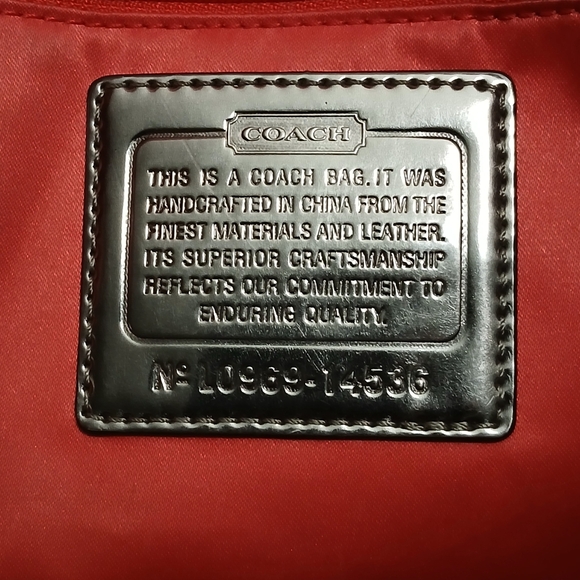 COACH
THIS IS A COACH BAG. IT WAS
HANDCRAFTED IN CHINA FROM THE
FINEST MATERIALS AND LEATHER.
ITS SUPERIOR CRAFTSMANSHIP
REFLECTS OUR COMMITMENT TO
ENDURING QUALITY.
Nº L0969-14536